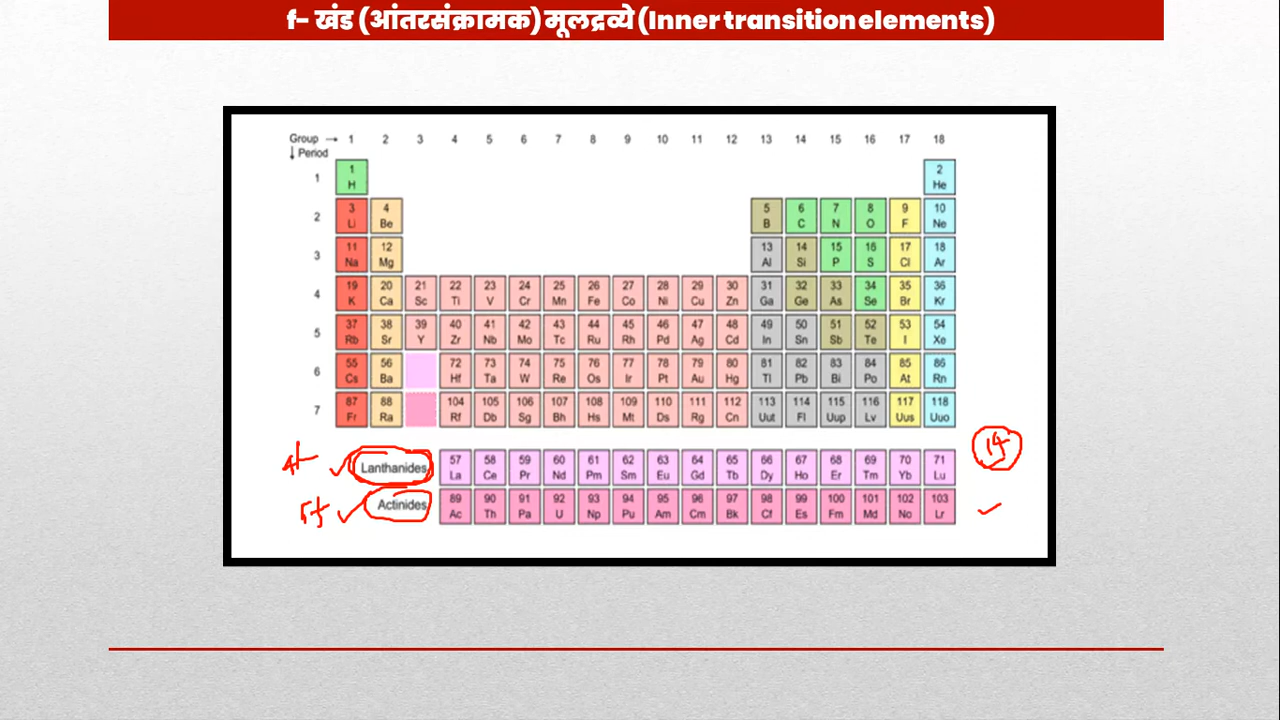 f- खंड (आंतरसंक्रामक) मूलद्रव्ये (Inner transition elements)
Group → 1 2 3 4 5 6 7 8 9 10 11 12 13 14 15 16 17 18
↓ Period
1 1 2
H He
2 3 4 5 6 7 8 9 10
Li Be B C N O F Ne
3 11 12 13 14 15 16 17 18
Na Mg Al Si P S Cl Ar
4 19 20 21 22 23 24 25 26 27 28 29 30 31 32 33 34 35 36
K Ca Sc Ti V Cr Mn Fe Co Ni Cu Zn Ga Ge As Se Br Kr
5 37 38 39 40 41 42 43 44 45 46 47 48 49 50 51 52 53 54
Rb Sr Y Zr Nb Mo Tc Ru Rh Pd Ag Cd In Sn Sb Te I Xe
6 55 56 72 73 74 75 76 77 78 79 80 81 82 83 84 85 86
Cs Ba Hf Ta W Re Os Ir Pt Au Hg Tl Pb Bi Po At Rn
7 87 88 104 105 106 107 108 109 110 111 112 113 114 115 116 117 118
Fr Ra Rf Db Sg Bh Hs Mt Ds Rg Cn Uut Fl Uup Lv Uus Uuo
4f Lanthanides 57 58 59 60 61 62 63 64 65 66 67 68 69 70 71 14
La Ce Pr Nd Pm Sm Eu Gd Tb Dy Ho Er Tm Yb Lu
5f Actinides 89 90 91 92 93 94 95 96 97 98 99 100 101 102 103
Ac Th Pa U Np Pu Am Cm Bk Cf Es Fm Md No Lr